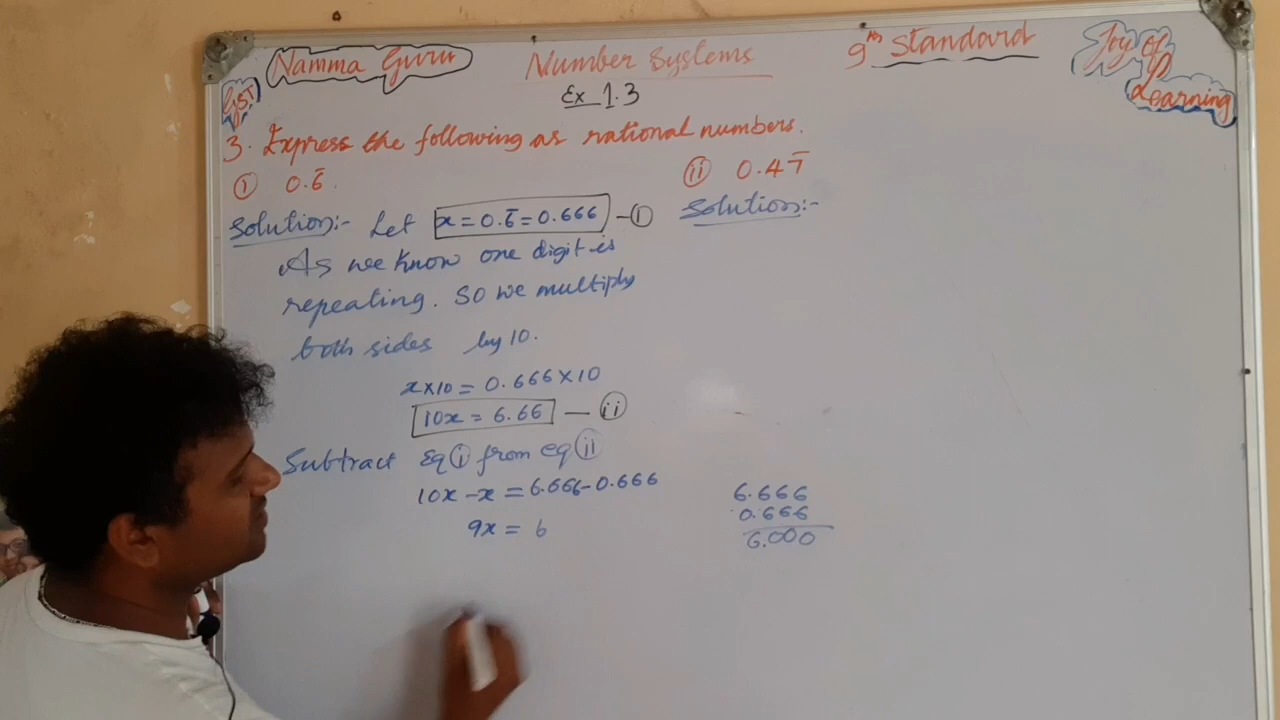 Namma Guru Number Systems 9th Standard Joy Of Learning
GST
Ex 1.3
3. Express the following as rational numbers.
(i) 0.6̅.
Solution:- Let x = 0.6̅ = 0.666 - (i)
As we know one digit is
repeating. So we multiply
both sides by 10.
x×10 = 0.666×10
10x = 6.66 — (ii)
Subtract Eq (i) from eq (ii)
10x - x = 6.666 - 0.666
9x = 6
(ii) 0.47̅
Solution:-
6.666
0.666
6.000